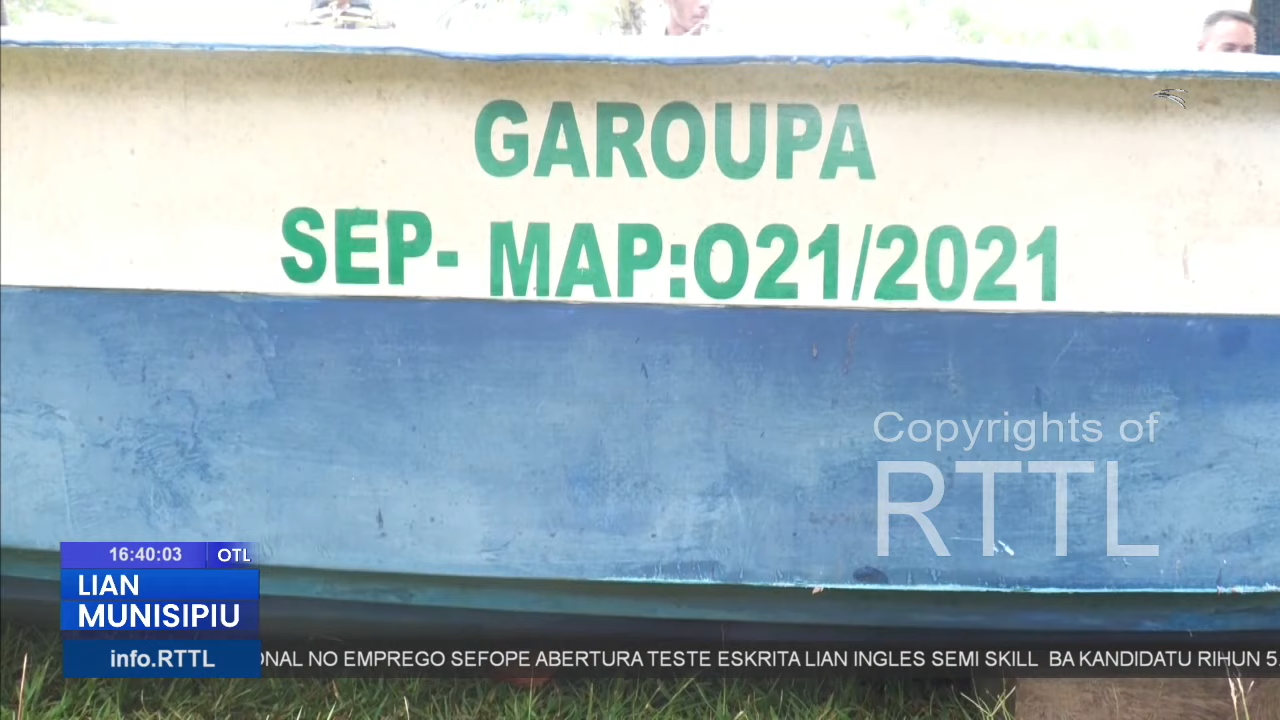 GAROUPA
SEP- MAP:O21/2021
Copyrights of
RTTL
16:40:03 OTL
LIAN
MUNISIPIU
info.RTTL
NO EMPREGO SEFOPE ABERTURA TESTE ESKRITA LIAN INGLES SEMI SKILL BA KANDIDATU RIHUN 5